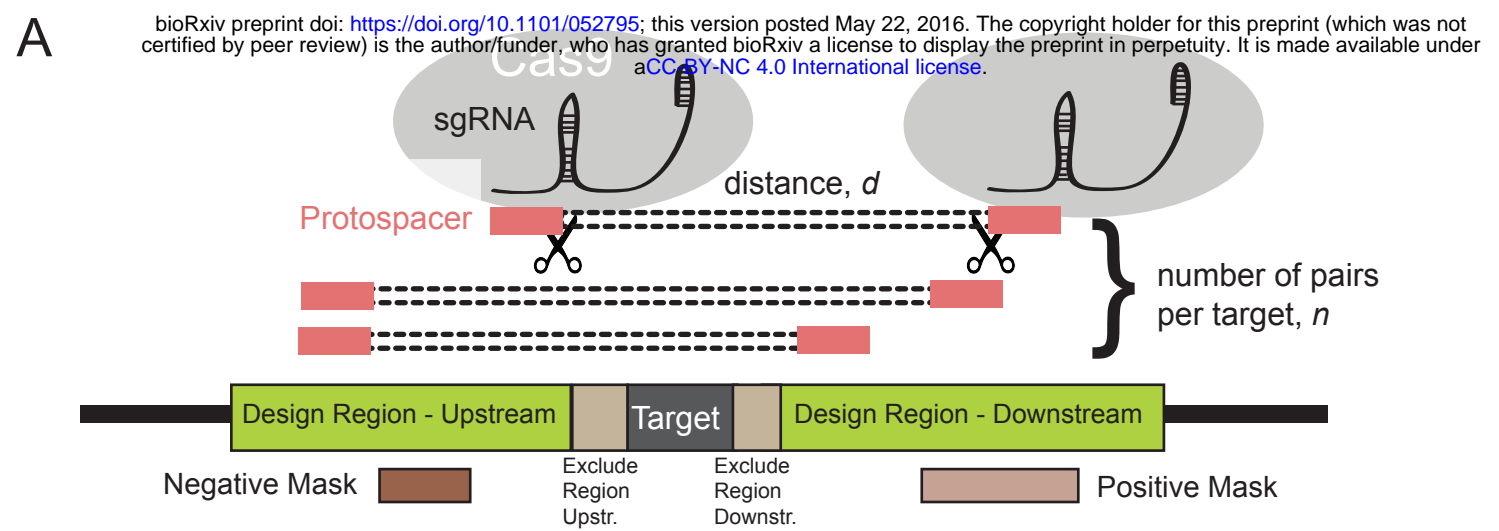 A
bioRxiv preprint doi: https://doi.org/10.1101/052795; this version posted May 22, 2016. The copyright holder for this preprint (which was not
certified by peer review) is the author/funder, who has granted bioRxiv a license to display the preprint in perpetuity. It is made available under
aCC-BY-NC 4.0 International license.
Cas9
sgRNA
distance, d
Protospacer
number of pairs
per target, n
Design Region - Upstream
Target
Design Region - Downstream
Negative Mask
Exclude
Region
Upstr.
Exclude
Region
Downstr.
Positive Mask